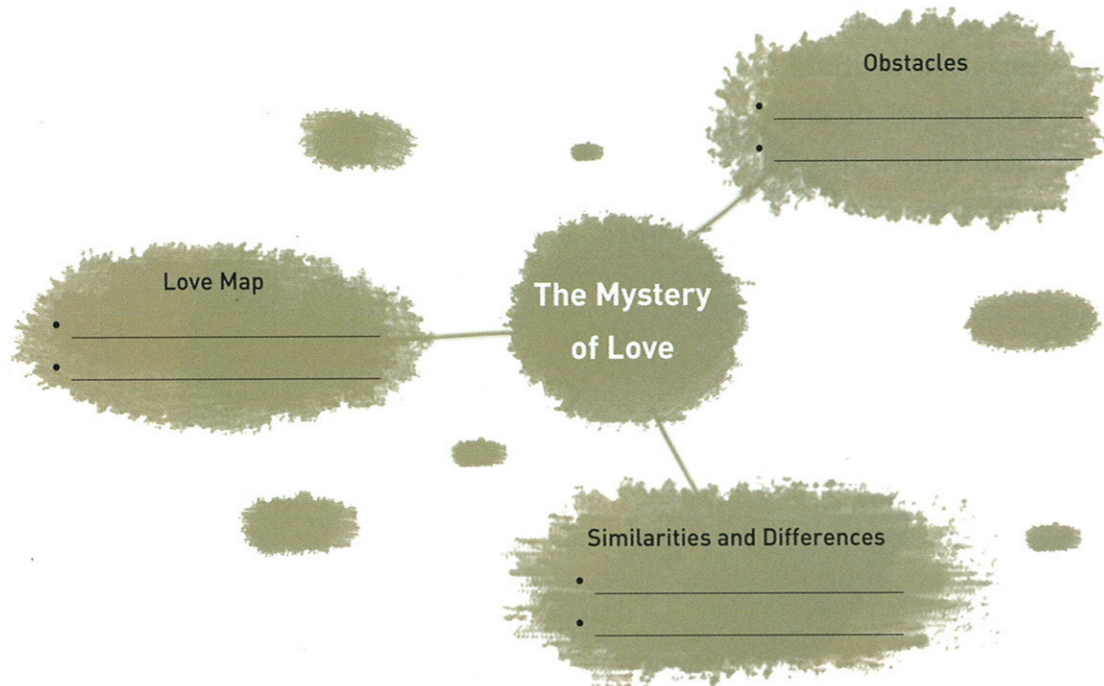 Obstacles
•
•
Love Map
•
•
The Mystery
of Love
Similarities and Differences
•
•